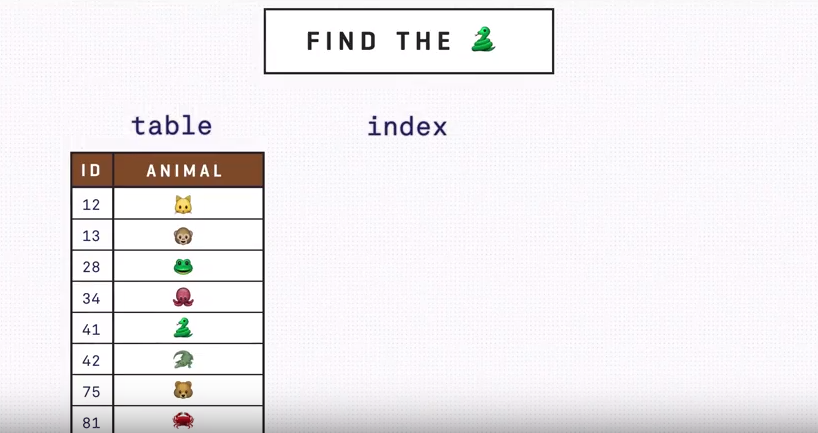 FIND THE
table
index
ID ANIMAL
12
13
28
34
41
42
75
81